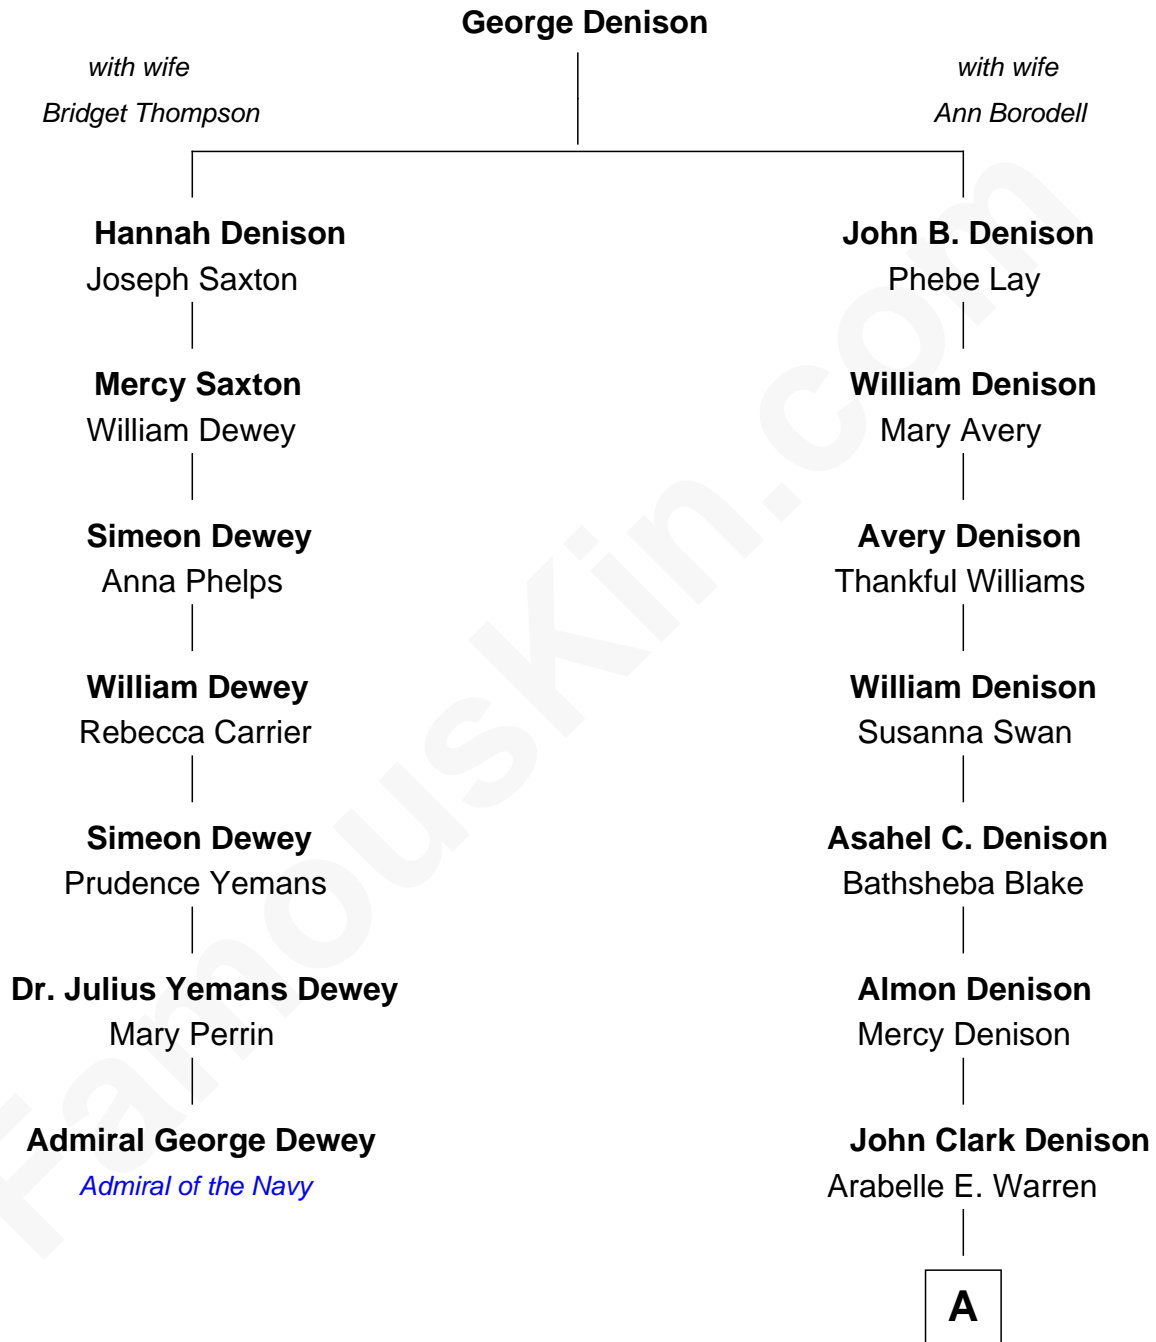 George Denison
with wife
Bridget Thompson
with wife
Ann Borodell
Hannah Denison
Joseph Saxton
John B. Denison
Phebe Lay
Mercy Saxton
William Dewey
William Denison
Mary Avery
Simeon Dewey
Anna Phelps
Avery Denison
Thankful Williams
William Dewey
Rebecca Carrier
William Denison
Susanna Swan
Simeon Dewey
Prudence Yemans
Asahel C. Denison
Bathsheba Blake
Dr. Julius Yemans Dewey
Mary Perrin
Almon Denison
Mercy Denison
Admiral George Dewey
Admiral of the Navy
John Clark Denison
Arabelle E. Warren
A
FamousKin.com